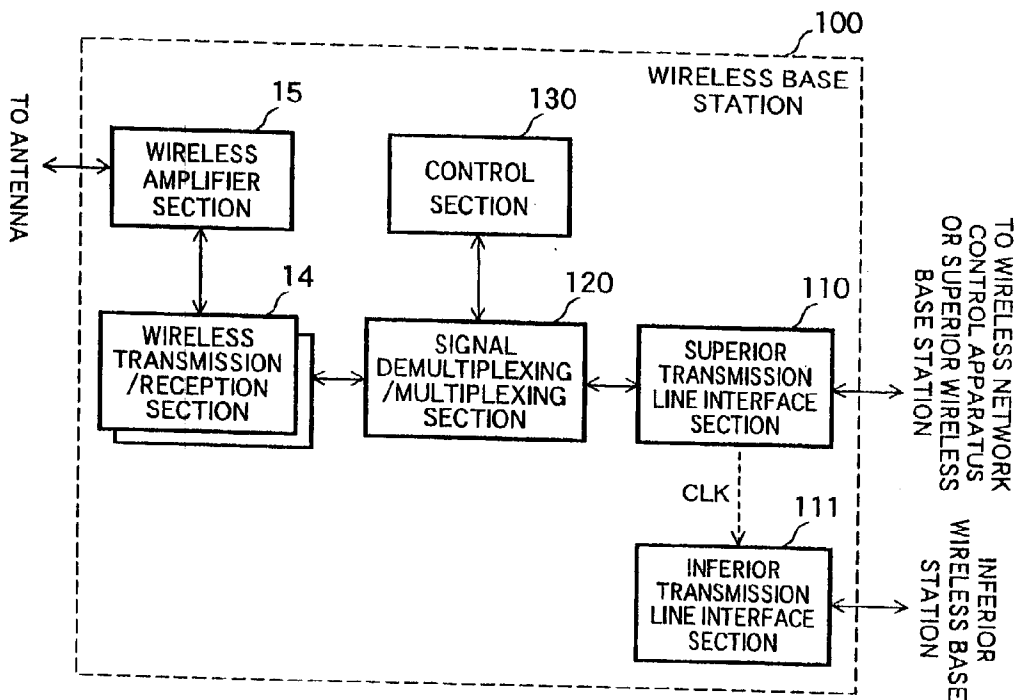 100
WIRELESS BASE
STATION
15
WIRELESS
AMPLIFIER
SECTION
130
CONTROL
SECTION
TO ANTENNA
14
WIRELESS
TRANSMISSION
/RECEPTION
SECTION
120
SIGNAL
DEMULTIPLEXING
/MULTIPLEXING
SECTION
110
SUPERIOR
TRANSMISSION
LINE INTERFACE
SECTION
TO WIRELESS NETWORK
CONTROL APPARATUS
OR SUPERIOR WIRELESS
BASE STATION
CLK
111
INFERIOR
TRANSMISSION
LINE INTERFACE
SECTION
INFERIOR
WIRELESS BASE
STATION